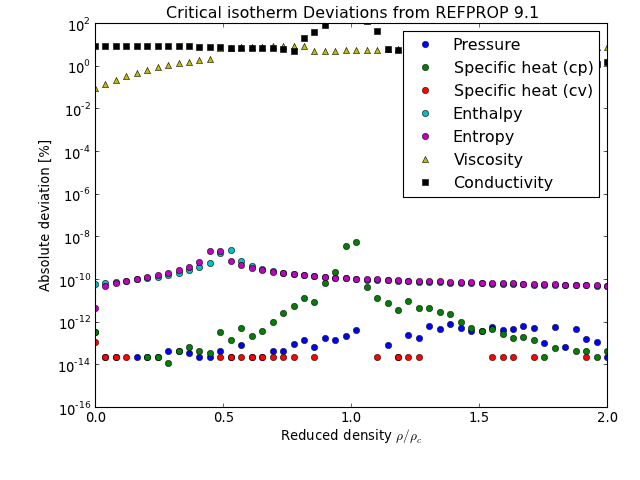 Critical isotherm Deviations from REFPROP 9.1
10^2
10^0
10^-2
10^-4
10^-6
10^-8
10^-10
10^-12
10^-14
10^-16
Absolute deviation [%]
Pressure
Specific heat (cp)
Specific heat (cv)
Enthalpy
Entropy
Viscosity
Conductivity
0.0 0.5 1.0 1.5 2.0
Reduced density ρ/ρ_c